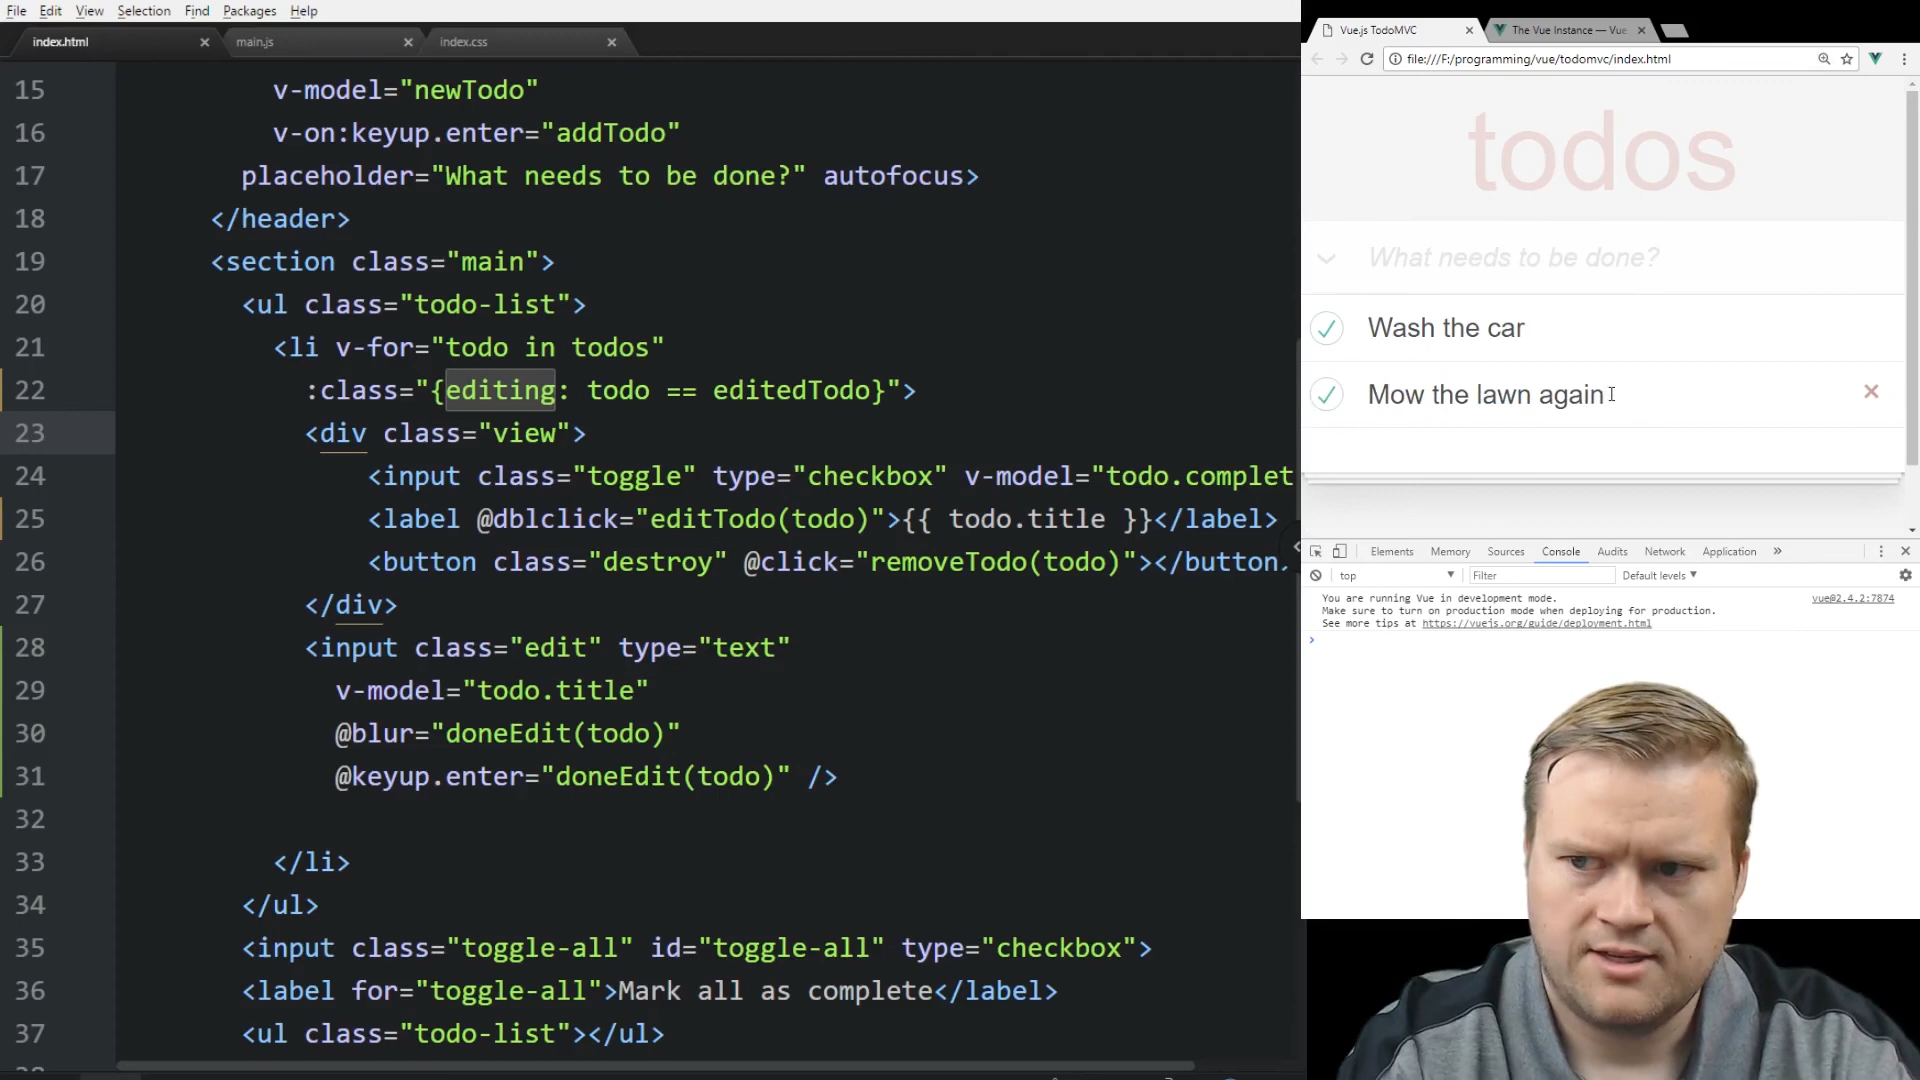 File Edit View Selection Find Packages Help
index.html
main.js
index.css
15 v-model="newTodo"
16 v-on:keyup.enter="addTodo"
17 placeholder="What needs to be done?" autofocus>
18 </header>
19 <section class="main">
20 <ul class="todo-list">
21 <li v-for="todo in todos"
22 :class="{editing: todo == editedTodo}">
23 <div class="view">
24 <input class="toggle" type="checkbox" v-model="todo.complet
25 <label @dblclick="editTodo(todo)">{{ todo.title }}</label>
26 <button class="destroy" @click="removeTodo(todo)"></button
27 </div>
28 <input class="edit" type="text"
29 v-model="todo.title"
30 @blur="doneEdit(todo)"
31 @keyup.enter="doneEdit(todo)" />
32
33 </li>
34 </ul>
35 <input class="toggle-all" id="toggle-all" type="checkbox">
36 <label for="toggle-all">Mark all as complete</label>
37 <ul class="todo-list"></ul>
Vue.js TodoMVC
The Vue Instance — Vue
file:///F:/programming/vue/todomvc/index.html
todos
What needs to be done?
Wash the car
Mow the lawn again
Elements Memory Sources Console Audits Network Application »
top Filter Default levels
You are running Vue in development mode. vue@2.4.2:7874
Make sure to turn on production mode when deploying for production.
See more tips at https://vuejs.org/guide/deployment.html